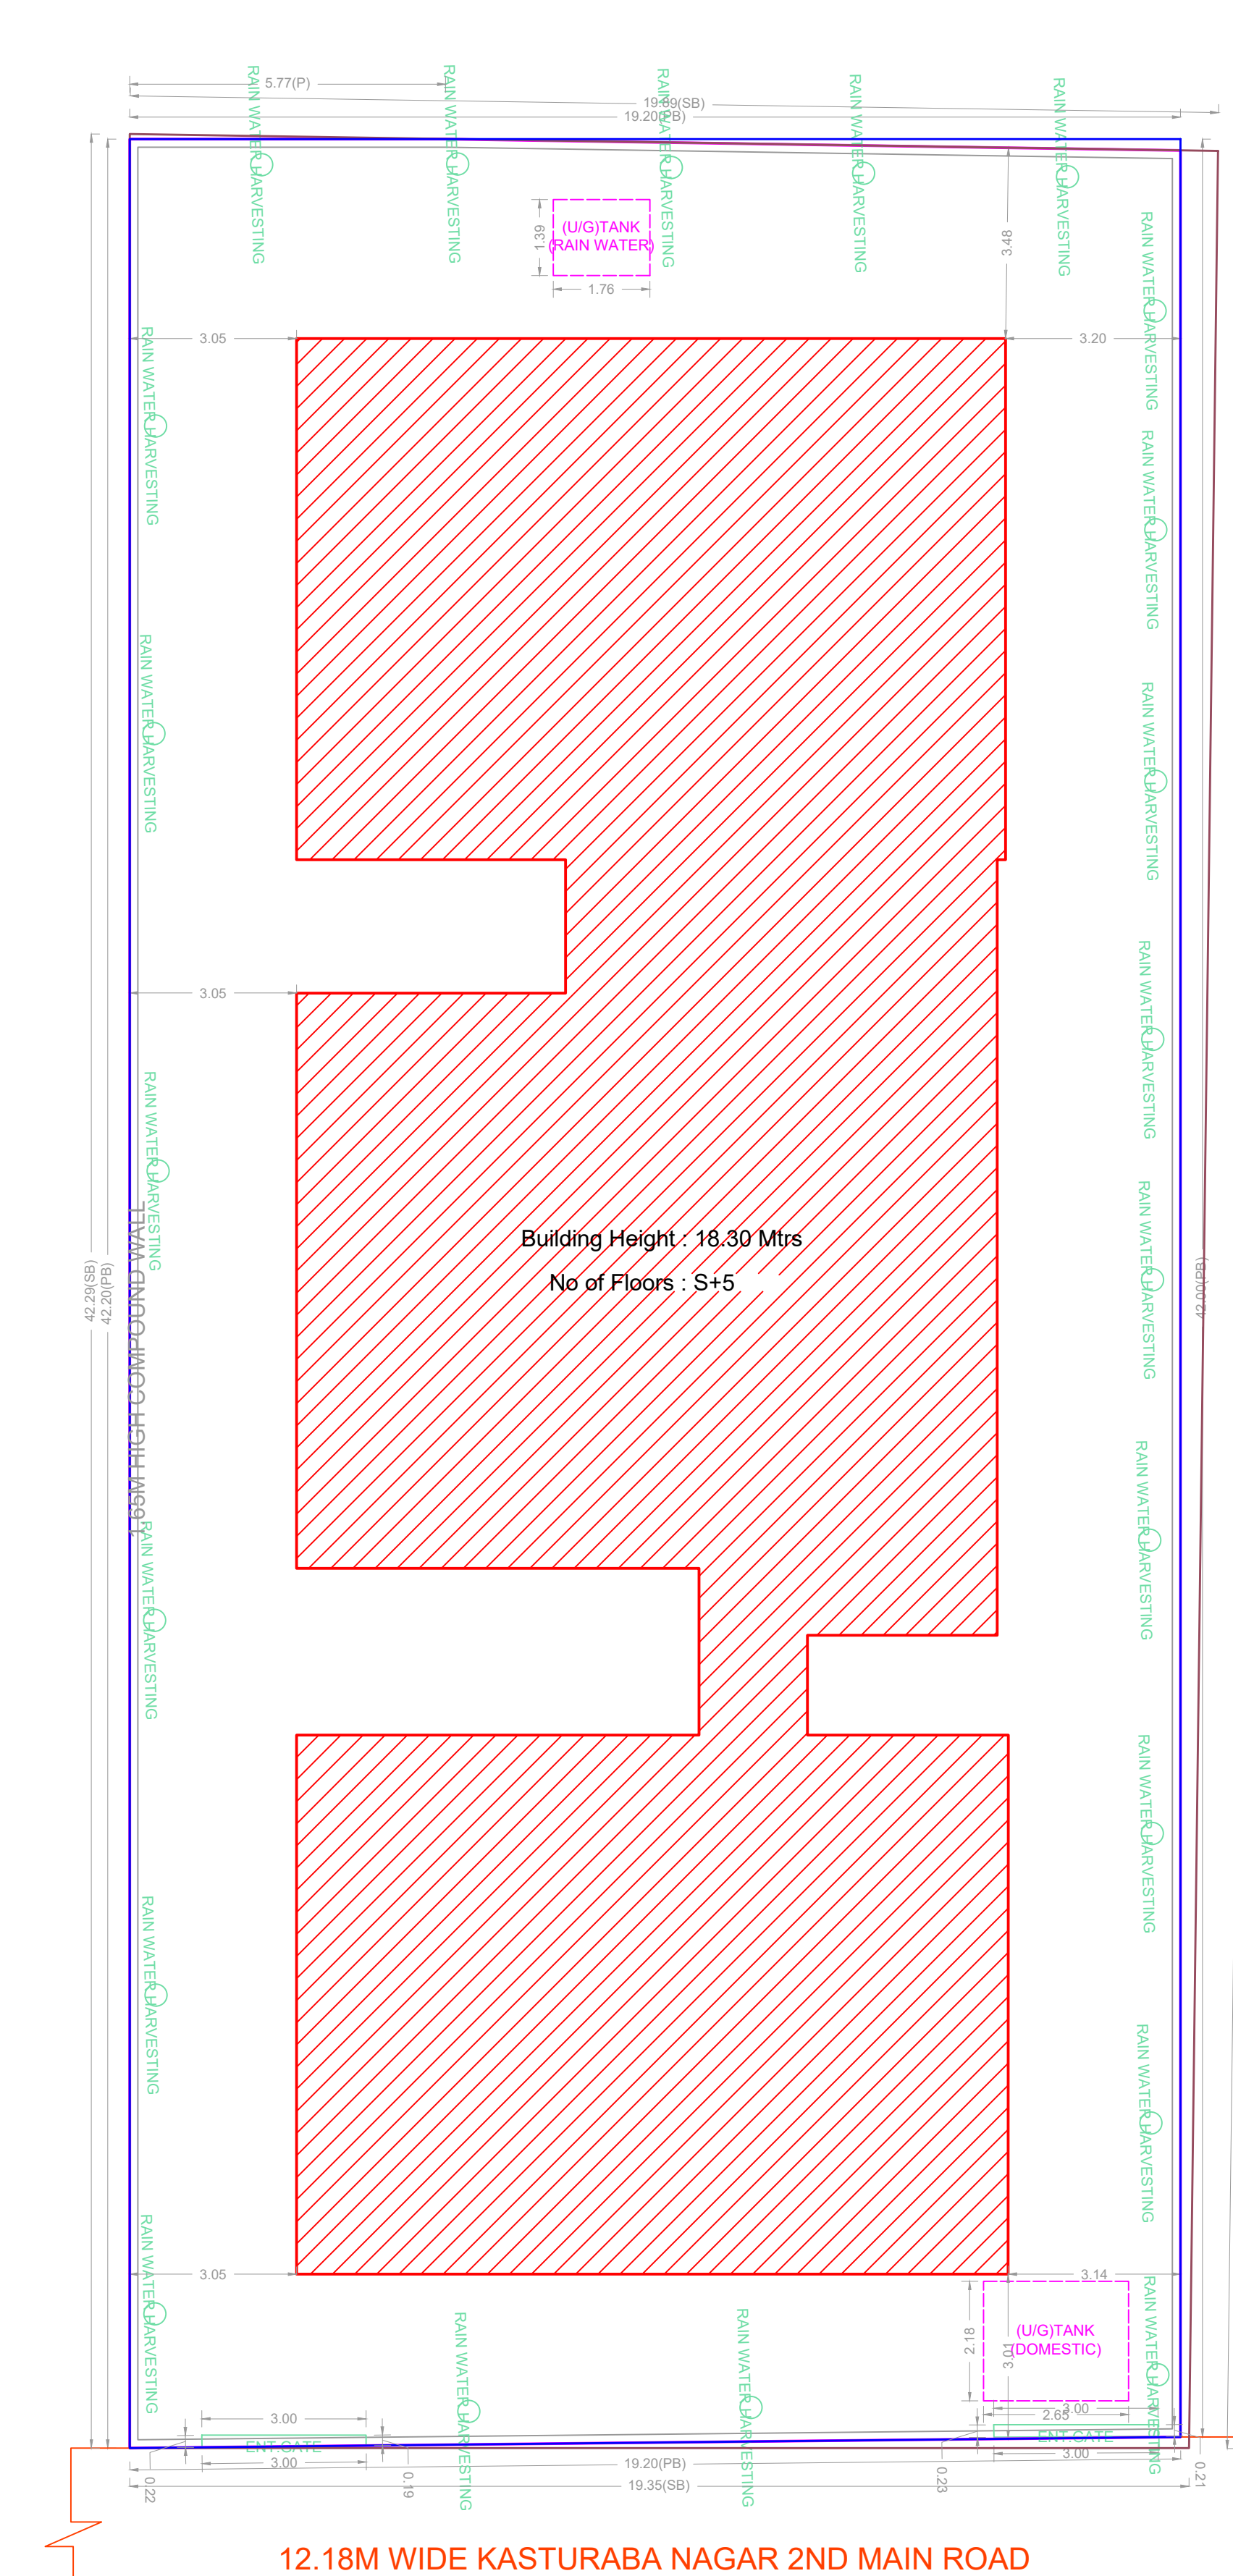 5.77(P)
19.89(SB)
19.20(PB)
RAIN WATER HARVESTING
RAIN WATER HARVESTING
RAIN WATER HARVESTING
RAIN WATER HARVESTING
RAIN WATER HARVESTING
(U/G)TANK
(RAIN WATER)
1.39
1.76
3.48
RAIN WATER HARVESTING
3.05
3.20
RAIN WATER HARVESTING
RAIN WATER HARVESTING
RAIN WATER HARVESTING
RAIN WATER HARVESTING
RAIN WATER HARVESTING
3.05
RAIN WATER HARVESTING
RAIN WATER HARVESTING
Building Height : 18.30 Mtrs
No of Floors : S+5
42.29(SB)
42.20(PB)
42.00(PB)
HIGH COMPOUND WALL
RAIN WATER HARVESTING
RAIN WATER HARVESTING
RAIN WATER HARVESTING
RAIN WATER HARVESTING
RAIN WATER HARVESTING
RAIN WATER HARVESTING
3.05
3.14
RAIN WATER HARVESTING
RAIN WATER HARVESTING
RAIN WATER HARVESTING
(U/G)TANK
(DOMESTIC)
2.18
3.01
2.65
3.00
3.00
ENT.GATE
ENT.GATE
3.00
3.00
19.20(PB)
19.35(SB)
0.22
0.19
0.23
0.21
12.18M WIDE KASTURABA NAGAR 2ND MAIN ROAD